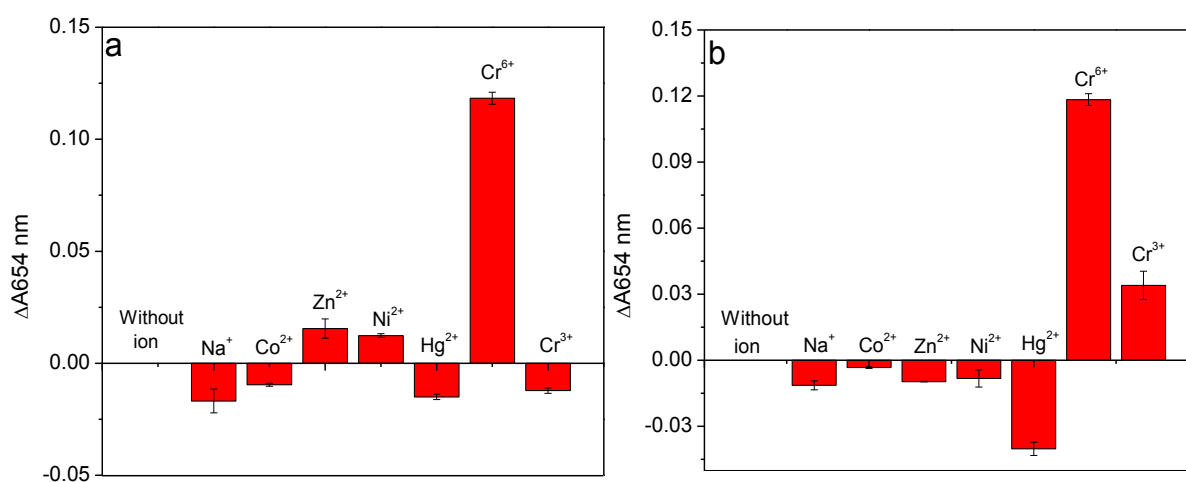 a
0.15
0.10
0.05
0.00
-0.05
ΔA654 nm
Without
ion
Na⁺
Co²⁺
Zn²⁺
Ni²⁺
Hg²⁺
Cr⁶⁺
Cr³⁺
b
0.15
0.12
0.09
0.06
0.03
0.00
-0.03
ΔA654 nm
Without
ion
Na⁺
Co²⁺
Zn²⁺
Ni²⁺
Hg²⁺
Cr⁶⁺
Cr³⁺